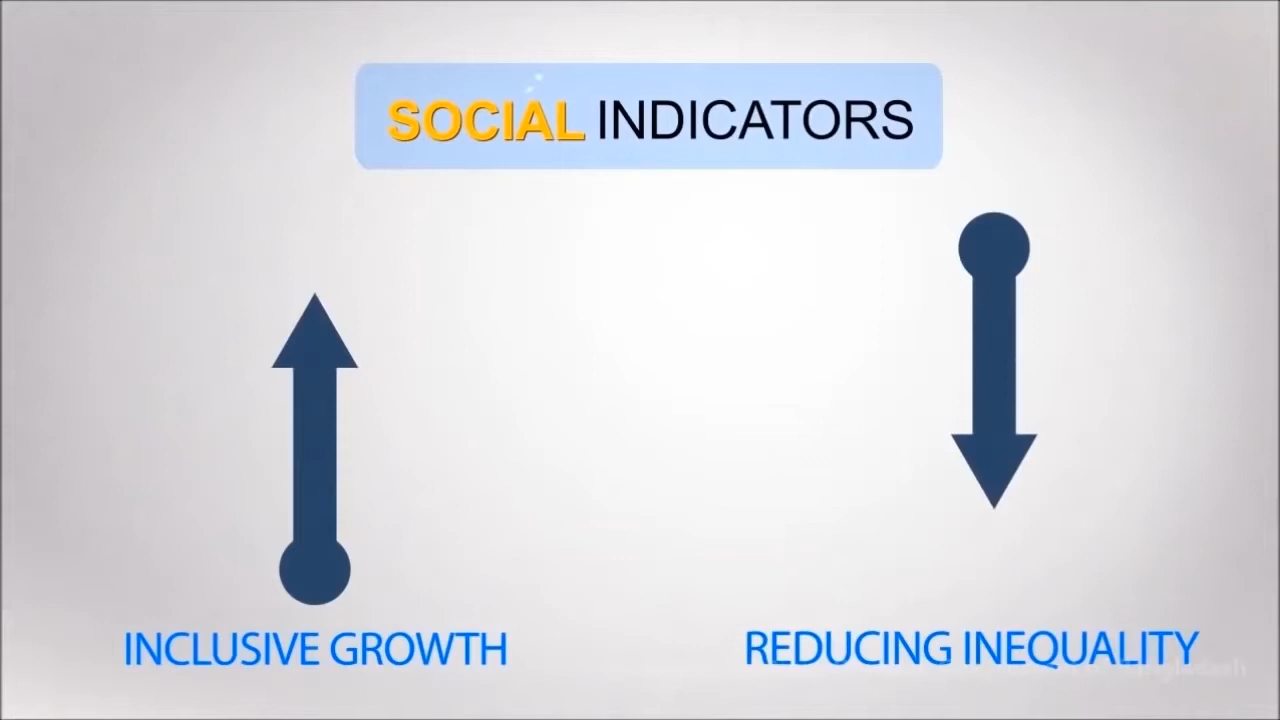 SOCIAL INDICATORS
INCLUSIVE GROWTH
REDUCING INEQUALITY